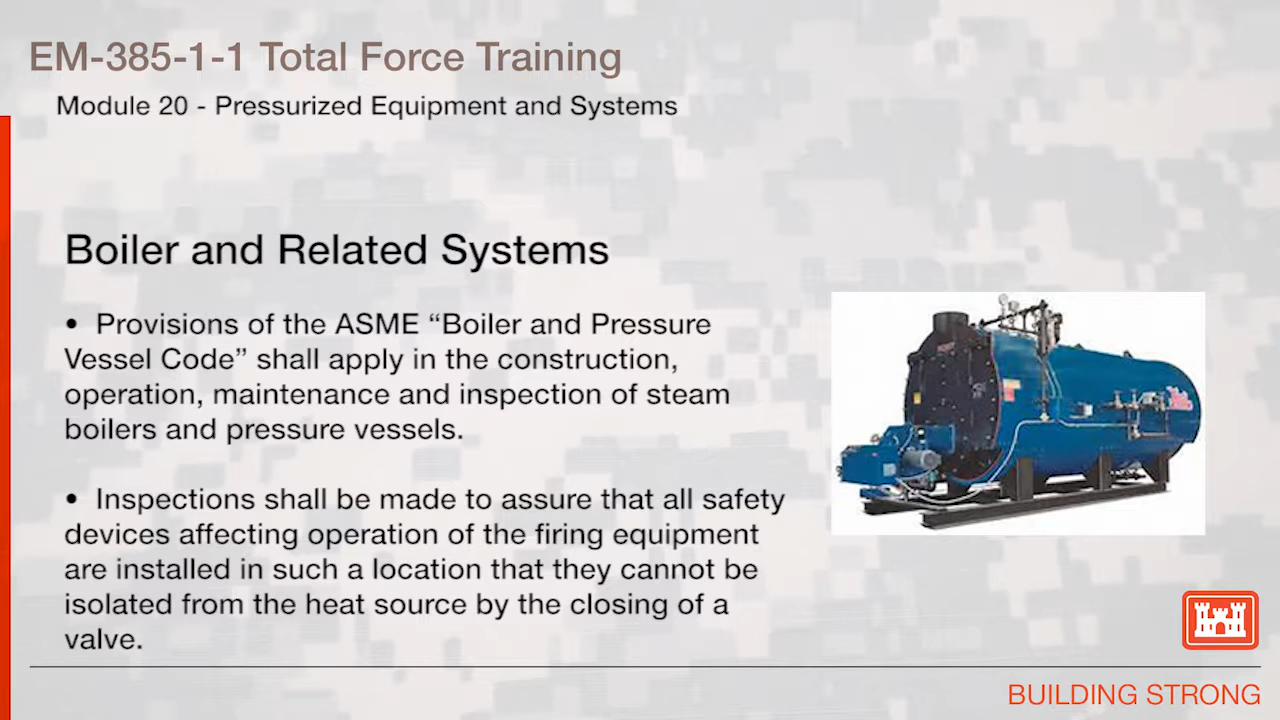 EM-385-1-1 Total Force Training
Module 20 - Pressurized Equipment and Systems
Boiler and Related Systems
• Provisions of the ASME “Boiler and Pressure
Vessel Code” shall apply in the construction,
operation, maintenance and inspection of steam
boilers and pressure vessels.
• Inspections shall be made to assure that all safety
devices affecting operation of the firing equipment
are installed in such a location that they cannot be
isolated from the heat source by the closing of a
valve.
BUILDING STRONG